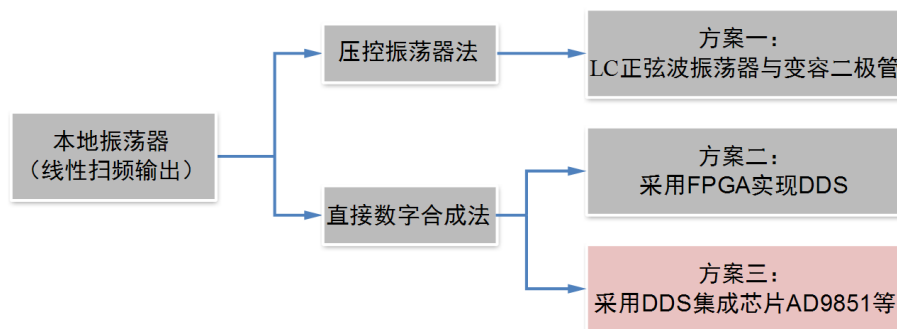 本地振荡器
（线性扫频输出）
压控振荡器法
直接数字合成法
方案一：
LC正弦波振荡器与变容二极管
方案二：
采用FPGA实现DDS
方案三：
采用DDS集成芯片AD9851等